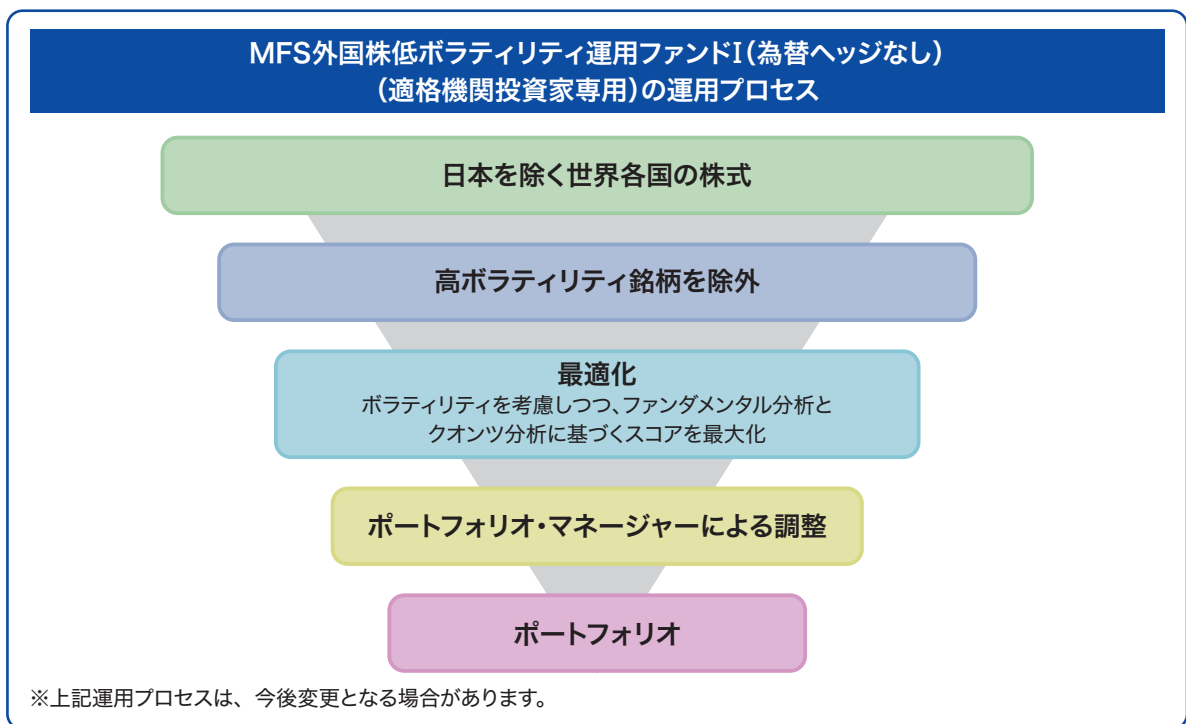 MFS外国株低ボラティリティ運用ファンドⅠ(為替ヘッジなし)
(適格機関投資家専用)の運用プロセス
日本を除く世界各国の株式
高ボラティリティ銘柄を除外
最適化
ボラティリティを考慮しつつ、ファンダメンタル分析と
クオンツ分析に基づくスコアを最大化
ポートフォリオ・マネージャーによる調整
ポートフォリオ
※上記運用プロセスは、今後変更となる場合があります。